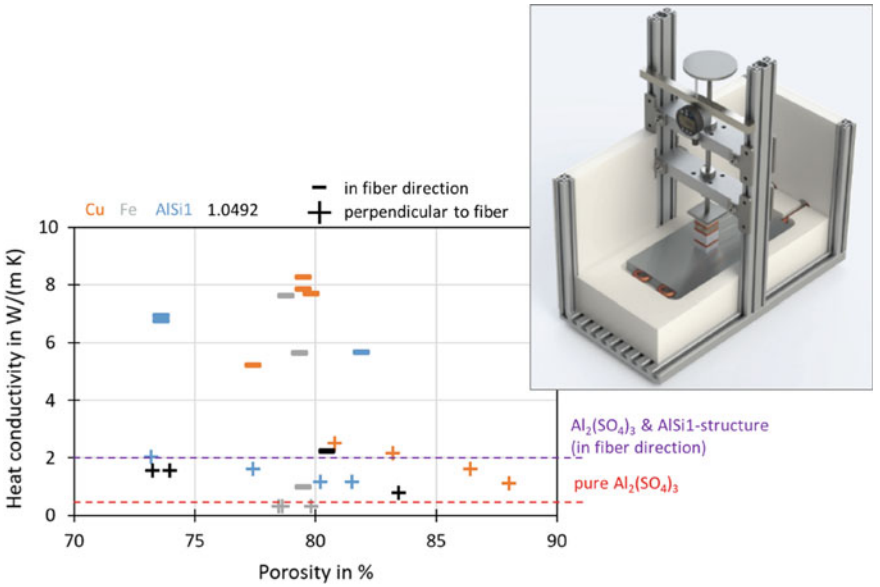 in fiber direction
Cu Fe AlSi1 1.0492
perpendicular to fiber
10
8
6
4
2
0
Heat conductivity in W/(m K)
70 75 80 85 90
Porosity in %
Al₂(SO₄)₃ & AlSi1-structure
(in fiber direction)
pure Al₂(SO₄)₃